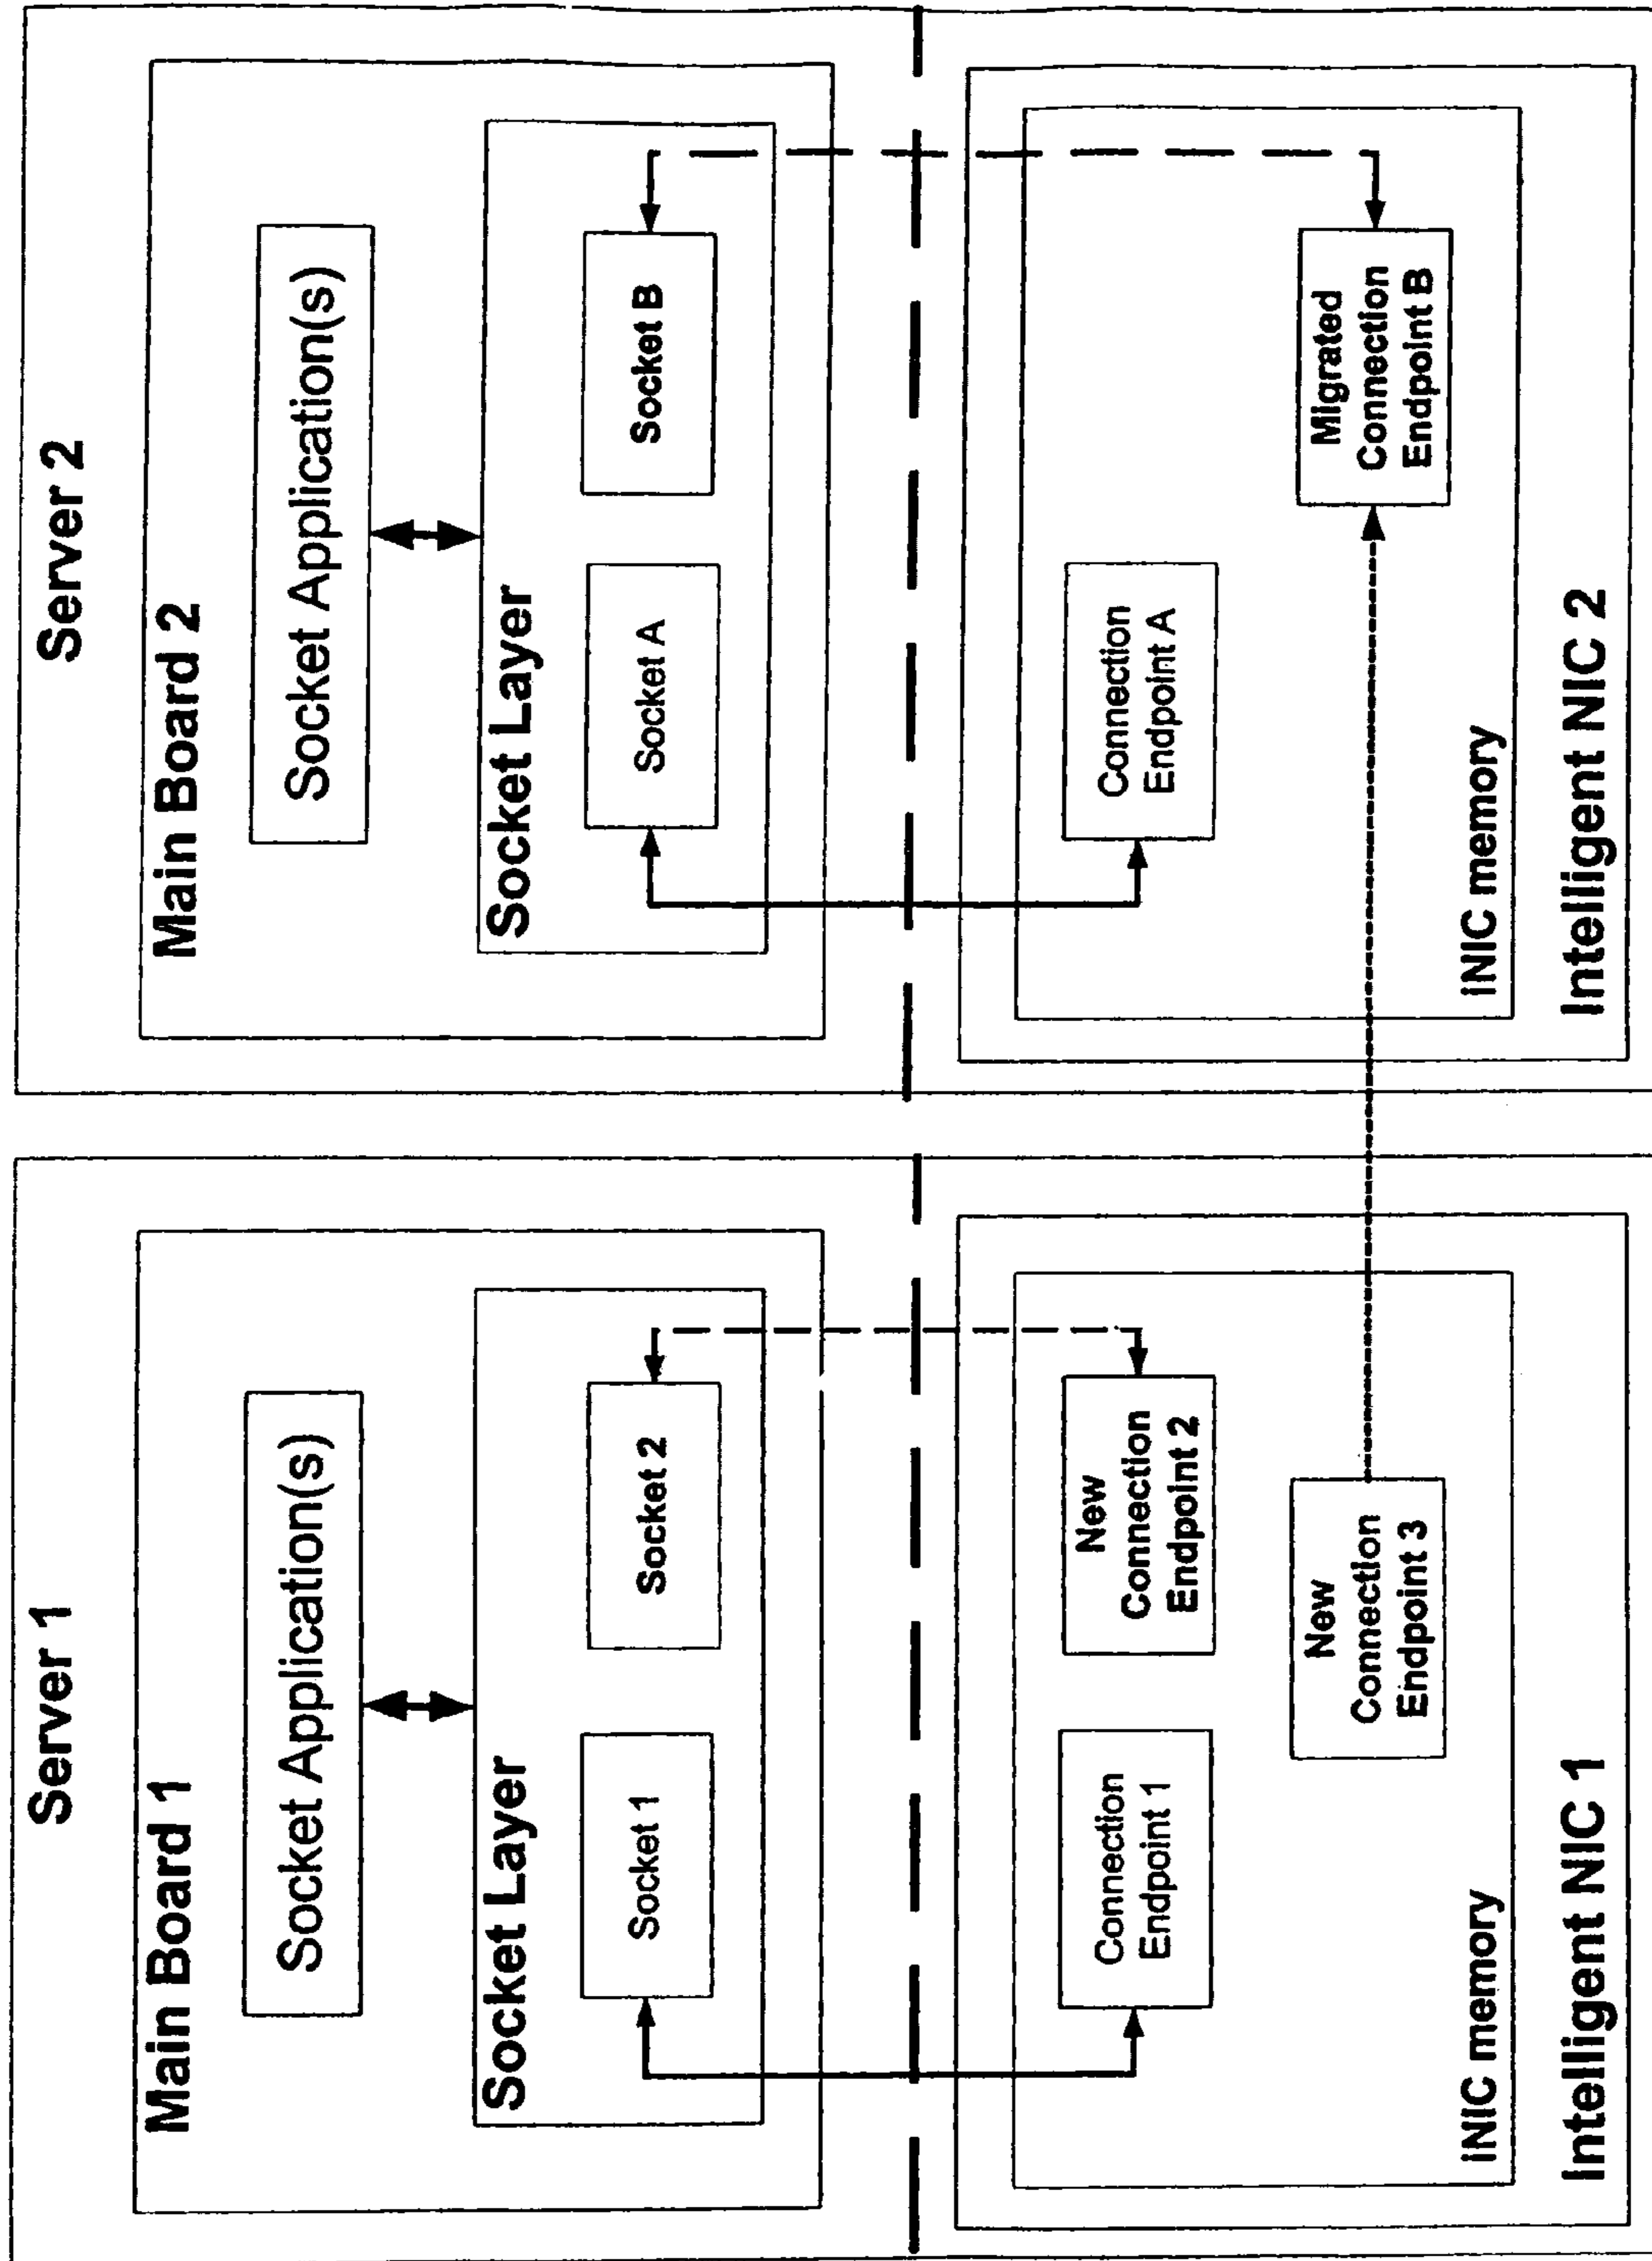 Server 1
Main Board 1
Socket Application(s)
Socket Layer
Socket 1
Socket 2
Connection
Endpoint 1
New
Connection
Endpoint 2
New
Connection
Endpoint 3
iNIC memory
Intelligent NIC 1
Server 2
Main Board 2
Socket Application(s)
Socket Layer
Socket A
Socket B
Connection
Endpoint A
Migrated
Connection
Endpoint B
iNIC memory
Intelligent NIC 2